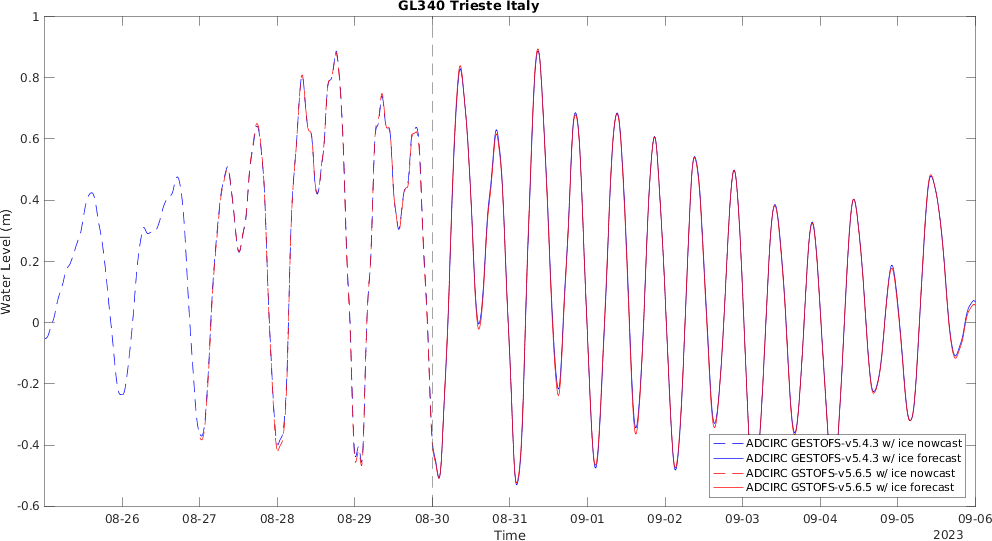 GL340 Trieste Italy
1
0.8
0.6
0.4
0.2
0
-0.2
-0.4
-0.6
Water Level (m)
08-26 08-27 08-28 08-29 08-30 08-31 09-01 09-02 09-03 09-04 09-05 09-06
Time
2023
ADCIRC GESTOFS-v5.4.3 w/ ice nowcast
ADCIRC GESTOFS-v5.4.3 w/ ice forecast
ADCIRC GSTOFS-v5.6.5 w/ ice nowcast
ADCIRC GSTOFS-v5.6.5 w/ ice forecast